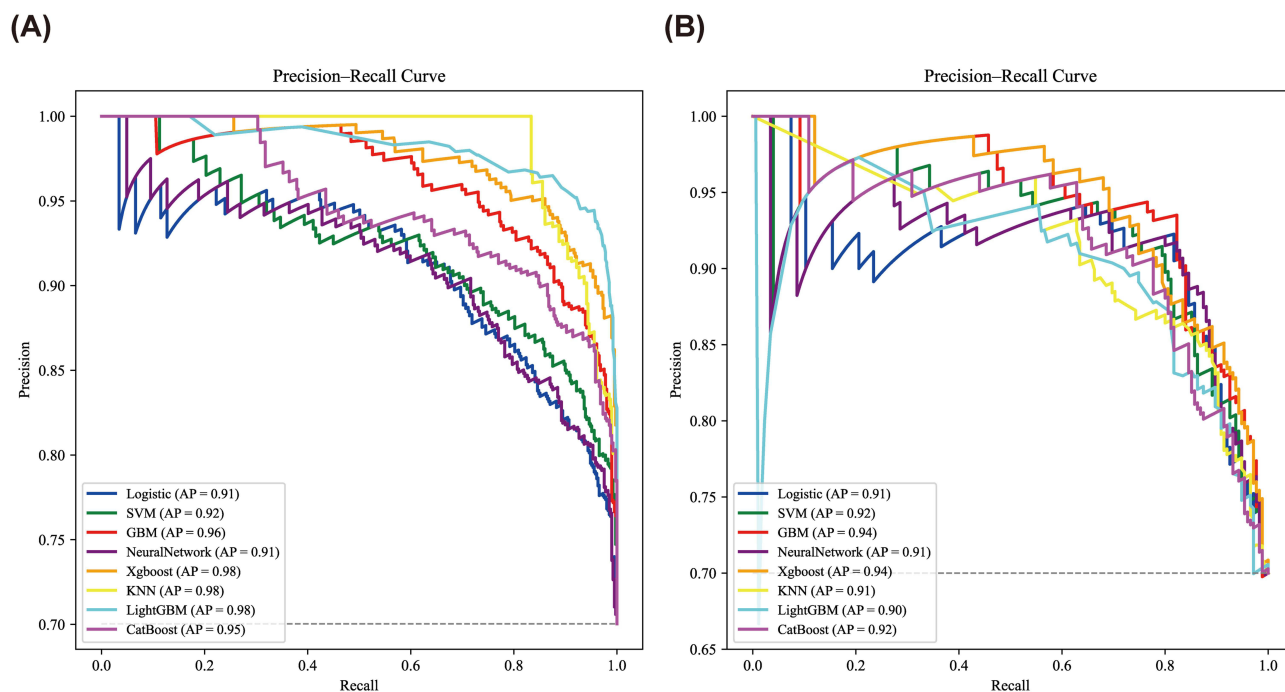 (A)
Precision–Recall Curve
1.00
0.95
0.90
0.85
0.80
0.75
0.70
Precision
Logistic (AP = 0.91)
SVM (AP = 0.92)
GBM (AP = 0.96)
NeuralNetwork (AP = 0.91)
Xgboost (AP = 0.98)
KNN (AP = 0.98)
LightGBM (AP = 0.98)
CatBoost (AP = 0.95)
0.0 0.2 0.4 0.6 0.8 1.0
Recall
(B)
Precision–Recall Curve
1.00
0.95
0.90
0.85
0.80
0.75
0.70
0.65
Precision
Logistic (AP = 0.91)
SVM (AP = 0.92)
GBM (AP = 0.94)
NeuralNetwork (AP = 0.91)
Xgboost (AP = 0.94)
KNN (AP = 0.91)
LightGBM (AP = 0.90)
CatBoost (AP = 0.92)
0.0 0.2 0.4 0.6 0.8 1.0
Recall